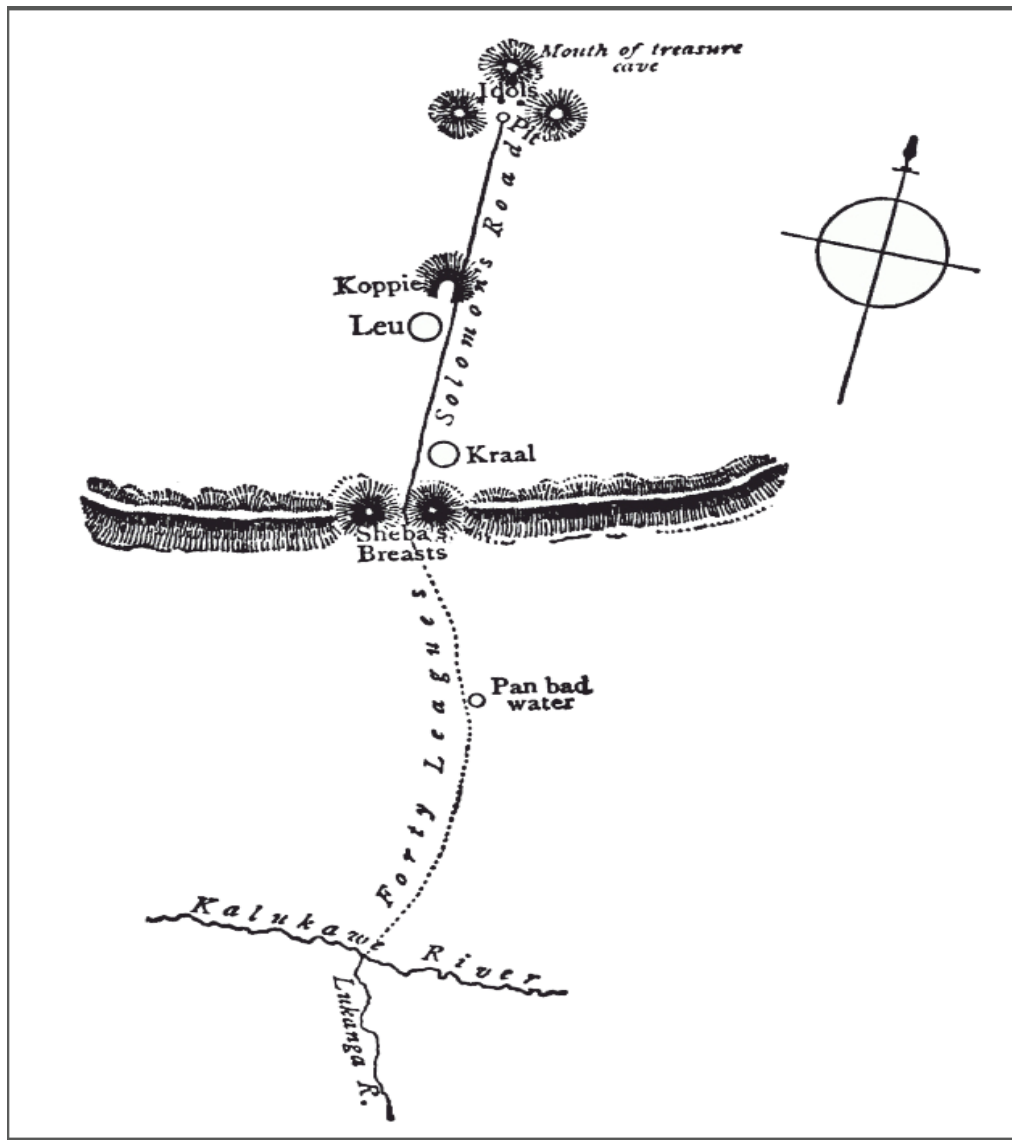 Mouth of treasure
cave
Idols
Pit
Solomon's Road
Koppie
Leu
Kraal
Sheba's
Breasts
Forty Leagues
Pan bad
water
Kalukawe River
Lukanga R.